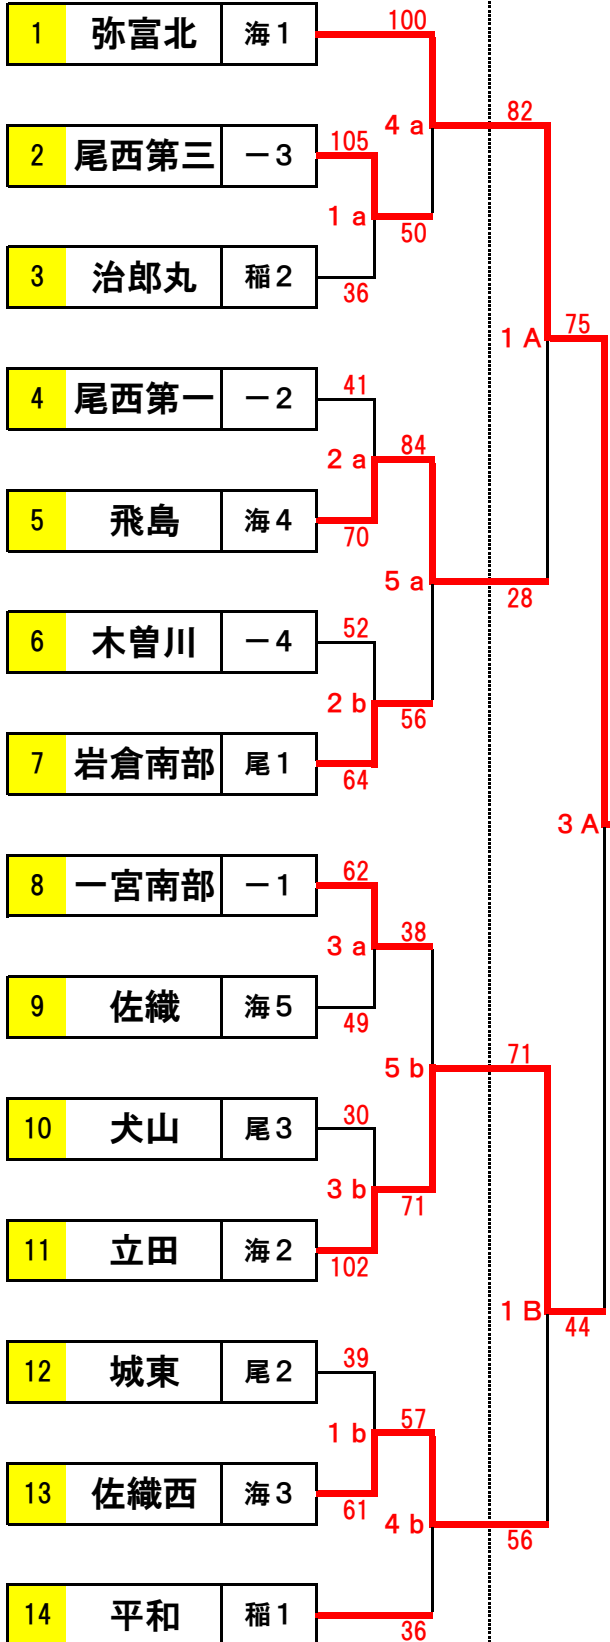 100
1 弥富北 海1
82
4 a
2 尾西第三 一3
105
1 a
50
3 治郎丸 稲2
36
1 A
75
4 尾西第一 一2
41
2 a
84
5 飛島 海4
70
5 a
28
6 木曽川 一4
52
2 b
56
7 岩倉南部 尾1
64
3 A
8 一宮南部 一1
62
3 a
38
9 佐織 海5
49
5 b
71
10 犬山 尾3
30
3 b
71
11 立田 海2
102
1 B
44
12 城東 尾2
39
1 b
57
13 佐織西 海3
61
4 b
56
14 平和 稲1
36